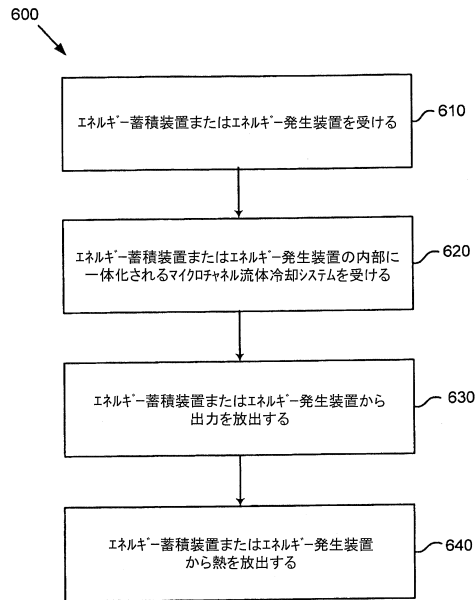 600
エネルギー蓄積装置またはエネルギー発生装置を受ける
610
エネルギー蓄積装置またはエネルギー発生装置の内部に
一体化されるマイクロチャネル流体冷却システムを受ける
620
エネルギー蓄積装置またはエネルギー発生装置から
出力を放出する
630
エネルギー蓄積装置またはエネルギー発生装置
から熱を放出する
640